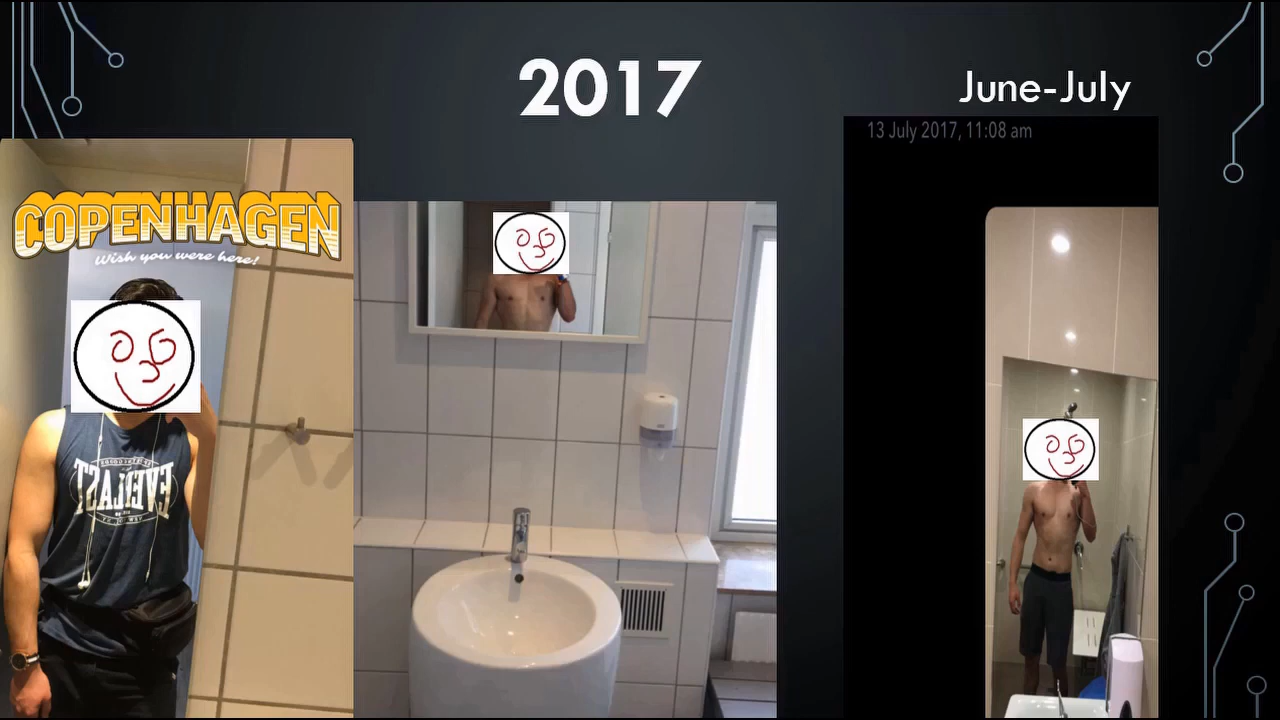 2017
June-July
13 July 2017, 11:08 am
COPENHAGEN
Wish you were here!
EVERLAST